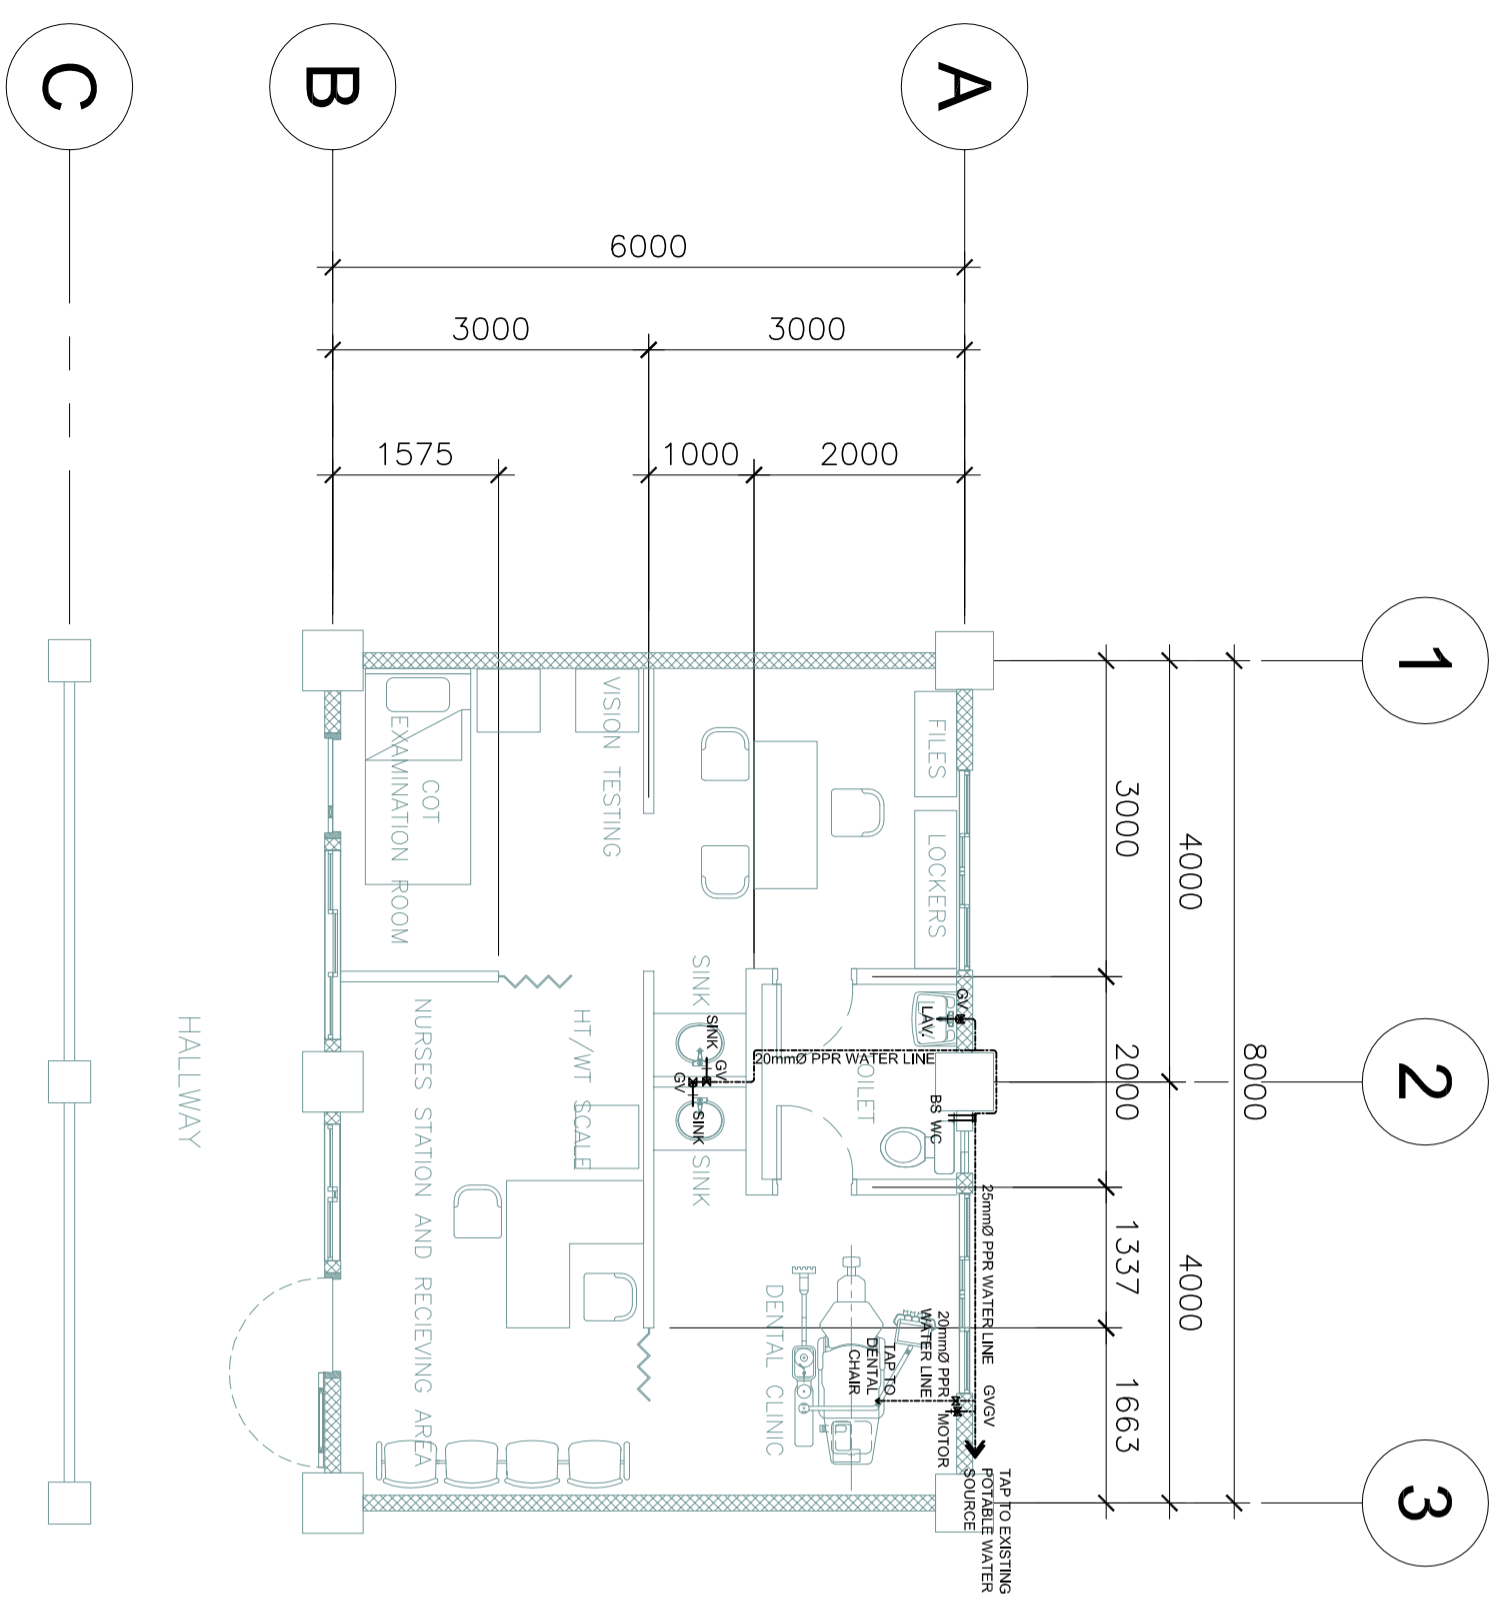 C
B
A
6000
3000
3000
1575
1000
2000
1
2
3
3000
4000
2000
8000
1337
4000
1663
FILES
LOCKERS
VISION TESTING
COT
EXAMINATION ROOM
SINK
SINK
GV
GV
SINK
SINK
LAV.
GV
20mmØ PPR WATER LINE
OILET
BS WC
HT/WT SCALE
NURSES STATION AND RECIEVING AREA
HALLWAY
DENTAL CLINIC
25mmØ PPR WATER LINE
GVGV
20mmØ PPR
WATER LINE
MOTOR
TAP TO
DENTAL
CHAIR
TAP TO EXISTING
POTABLE WATER
SOURCE